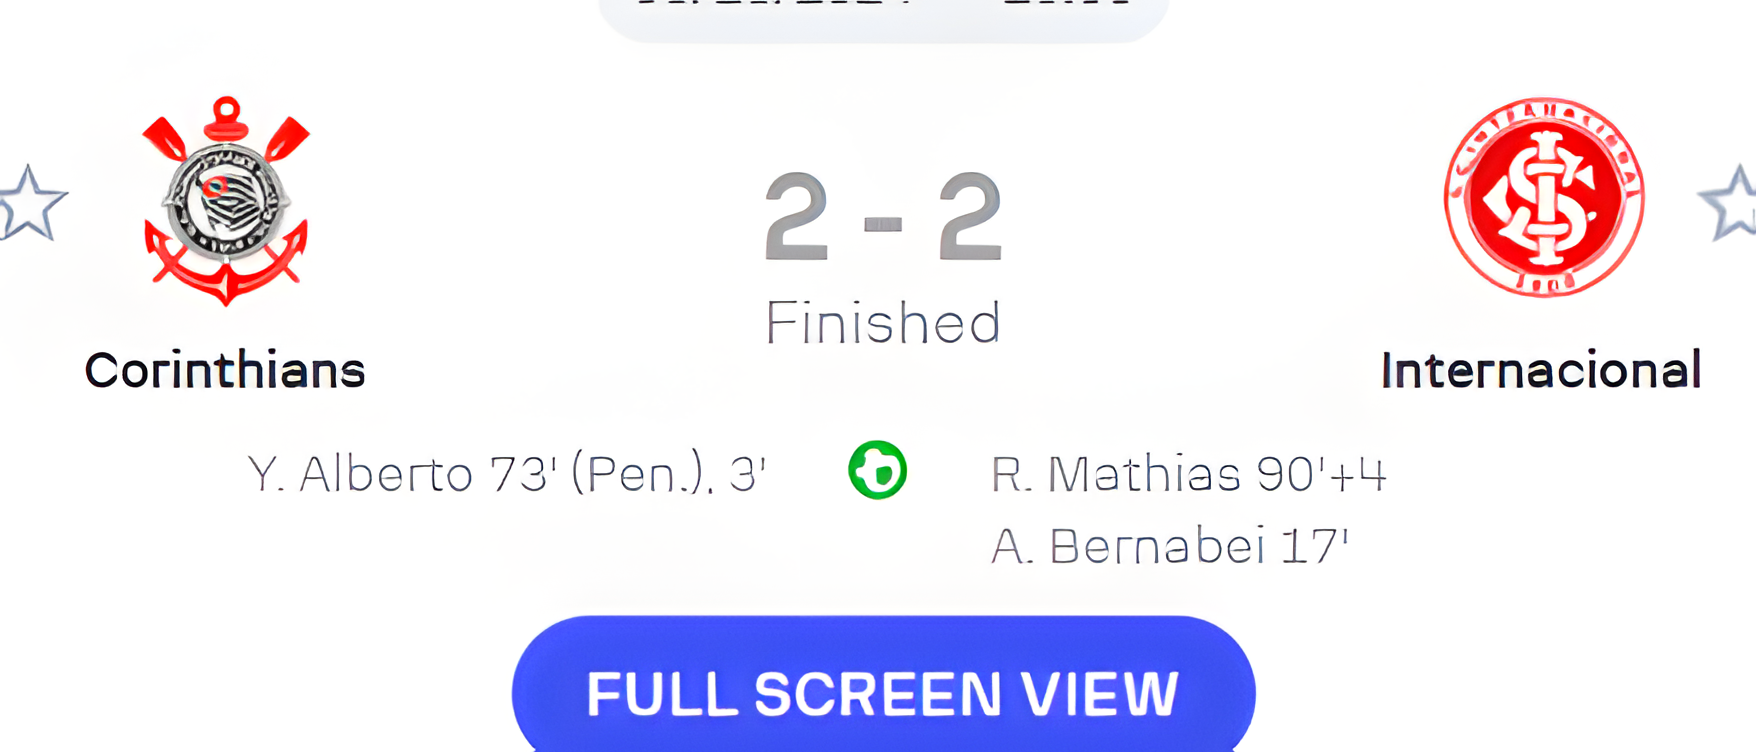 2 - 2
Finished
Corinthians
Internacional
Y. Alberto 73' (Pen.), 3'
R. Mathias 90'+4
A. Bernabei 17'
FULL SCREEN VIEW